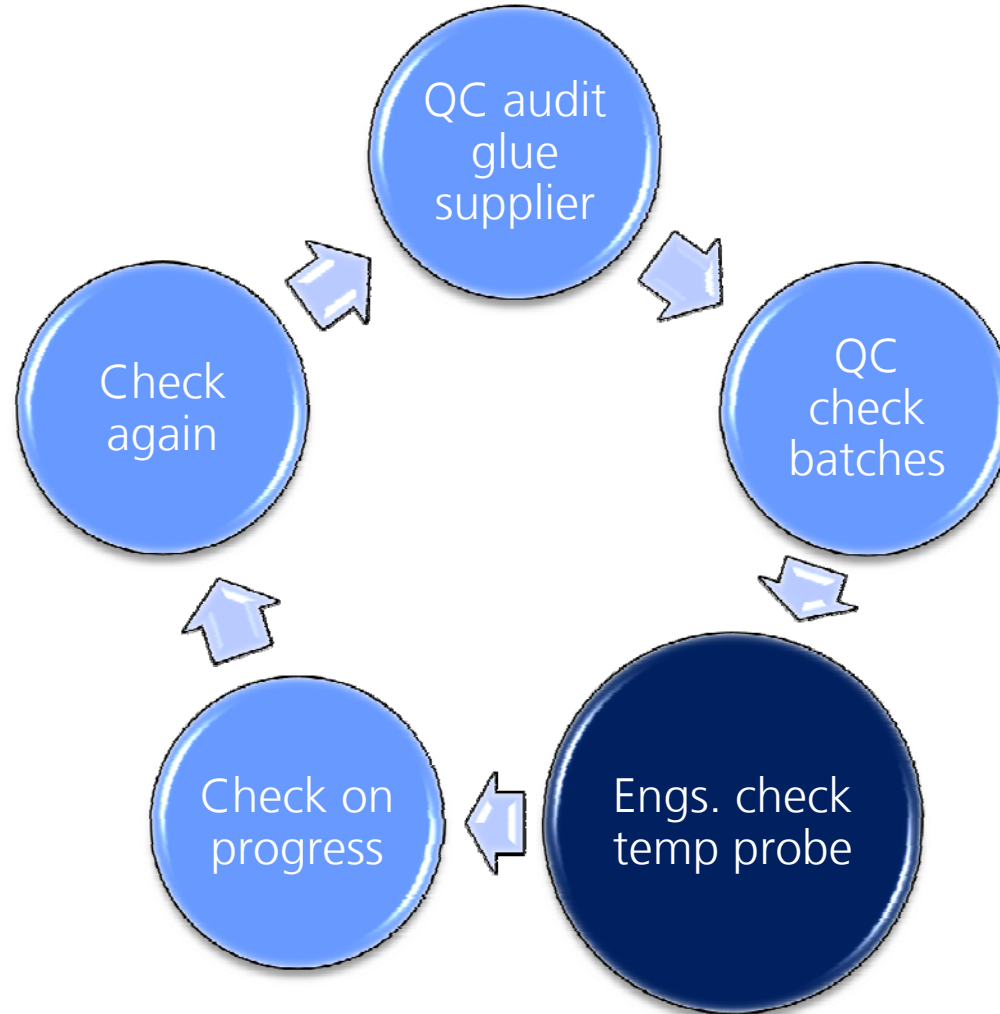 QC audit
glue
supplier
QC
check
batches
Engs. check
temp probe
Check on
progress
Check
again